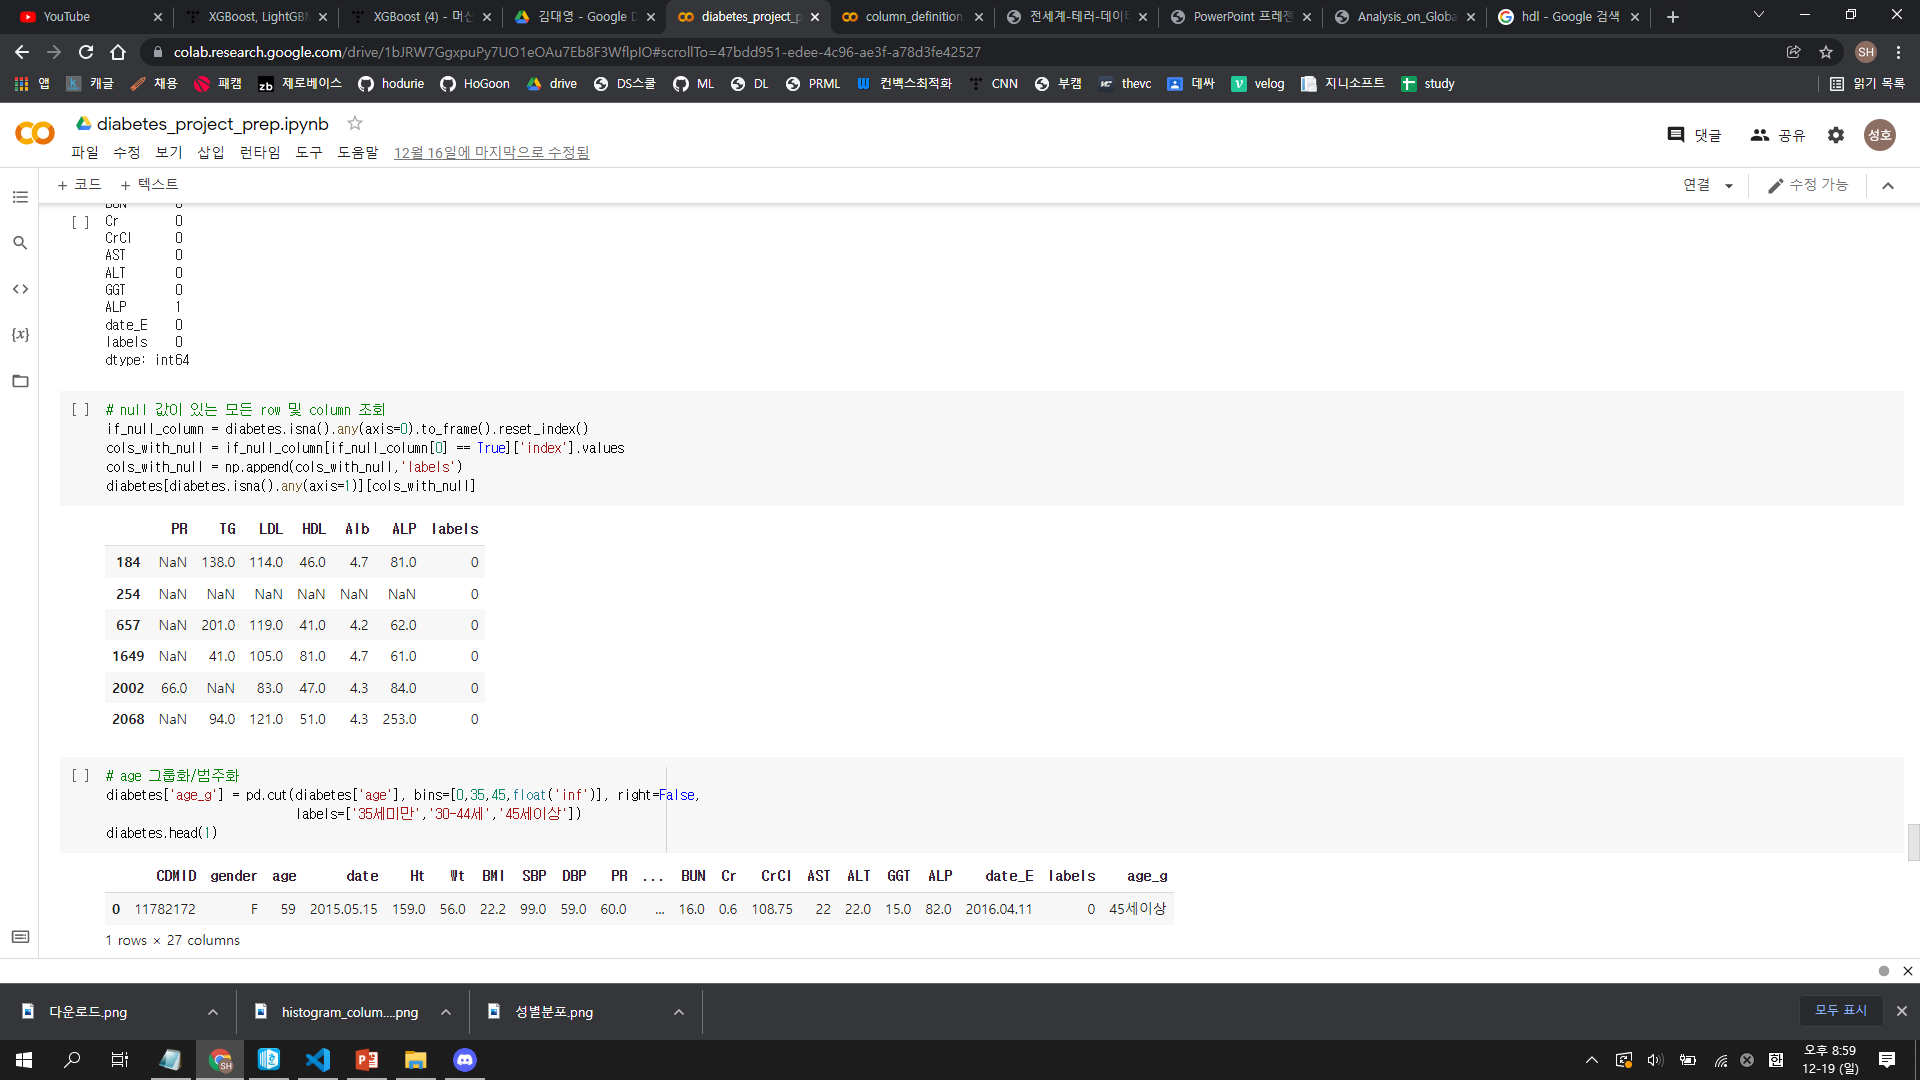 YouTube
XGBoost, LightGBM
XGBoost (4) - 머신
김대영 - Google D
diabetes_project_p
column_definition
전세계-테러-데이터
PowerPoint 프레젠
Analysis_on_Globa
hdl - Google 검색
colab.research.google.com/drive/1bJRW7GgxpuPy7UO1eOAu7Eb8F3WflpIO#scrollTo=47bdd951-edee-4c96-ae3f-a78d3fe42527
SH
앱 캐글 채용 패캠 zb 제로베이스 hodurie HoGoon drive DS스쿨 ML DL PRML 컨벡스최적화 CNN 부캠 thevc 데싸 velog 지니소프트 study 읽기 목록
diabetes_project_prep.ipynb
댓글 공유 성호
파일 수정 보기 삽입 런타임 도구 도움말 12월 16일에 마지막으로 수정됨
+ 코드 + 텍스트 연결 수정 가능
BUN 0
[ ] Cr 0
CrCl 0
AST 0
ALT 0
GGT 0
ALP 1
date_E 0
labels 0
dtype: int64
[ ] # null 값이 있는 모든 row 및 column 조회
if_null_column = diabetes.isna().any(axis=0).to_frame().reset_index()
cols_with_null = if_null_column[if_null_column[0] == True]['index'].values
cols_with_null = np.append(cols_with_null,'labels')
diabetes[diabetes.isna().any(axis=1)][cols_with_null]
PR TG LDL HDL Alb ALP labels
184 NaN 138.0 114.0 46.0 4.7 81.0 0
254 NaN NaN NaN NaN NaN NaN 0
657 NaN 201.0 119.0 41.0 4.2 62.0 0
1649 NaN 41.0 105.0 81.0 4.7 61.0 0
2002 66.0 NaN 83.0 47.0 4.3 84.0 0
2068 NaN 94.0 121.0 51.0 4.3 253.0 0
[ ] # age 그룹화/범주화
diabetes['age_g'] = pd.cut(diabetes['age'], bins=[0,35,45,float('inf')], right=False,
labels=['35세미만','30-44세','45세이상'])
diabetes.head(1)
CDMID gender age date Ht Wt BMI SBP DBP PR ... BUN Cr CrCl AST ALT GGT ALP date_E labels age_g
0 11782172 F 59 2015.05.15 159.0 56.0 22.2 99.0 59.0 60.0 ... 16.0 0.6 108.75 22 22.0 15.0 82.0 2016.04.11 0 45세이상
1 rows × 27 columns
다운로드.png
histogram_colum....png
성별분포.png
모두 표시
한
오후 8:59
12-19 (일)